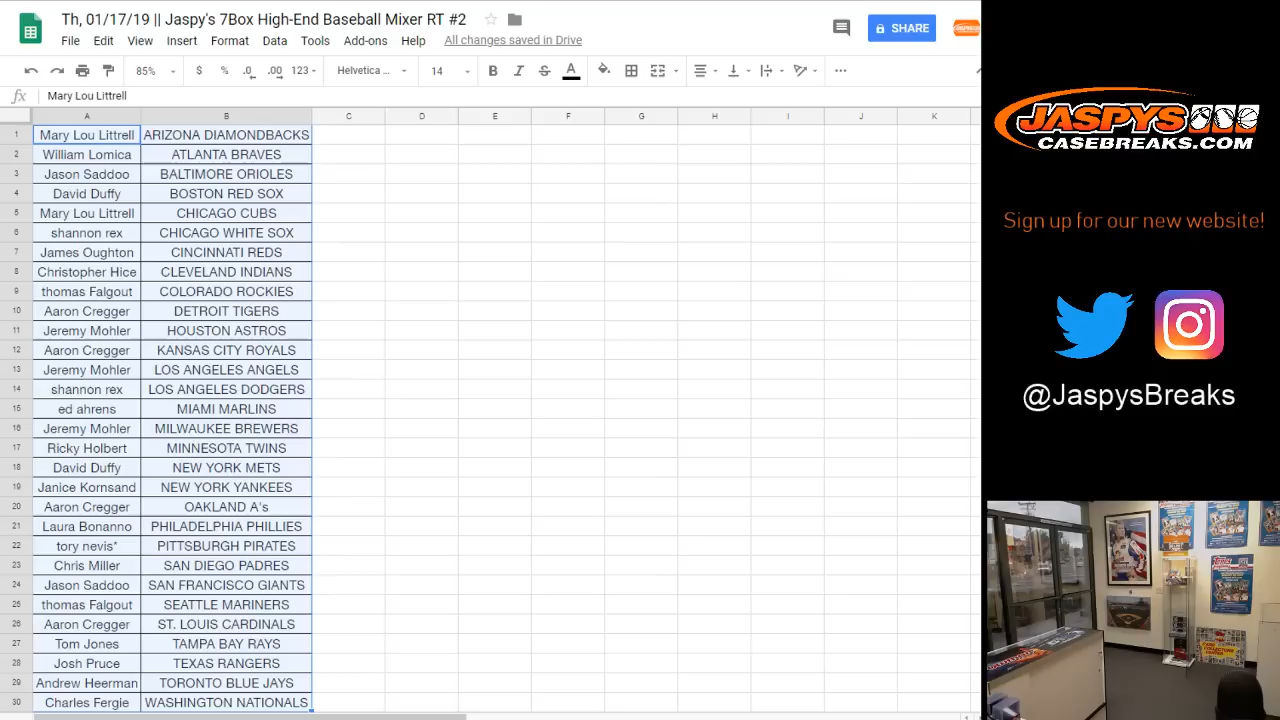 Th, 01/17/19 || Jaspy's 7Box High-End Baseball Mixer RT #2
File Edit View Insert Format Data Tools Add-ons Help All changes saved in Drive
SHARE
85% $ % .0 .00 123 Helvetica ... 14 B I S A
fx Mary Lou Littrell
A B C D E F G H I J K
1 Mary Lou Littrell ARIZONA DIAMONDBACKS
2 William Lomica ATLANTA BRAVES
3 Jason Saddoo BALTIMORE ORIOLES
4 David Duffy BOSTON RED SOX
5 Mary Lou Littrell CHICAGO CUBS
6 shannon rex CHICAGO WHITE SOX
7 James Oughton CINCINNATI REDS
8 Christopher Hice CLEVELAND INDIANS
9 thomas Falgout COLORADO ROCKIES
10 Aaron Cregger DETROIT TIGERS
11 Jeremy Mohler HOUSTON ASTROS
12 Aaron Cregger KANSAS CITY ROYALS
13 Jeremy Mohler LOS ANGELES ANGELS
14 shannon rex LOS ANGELES DODGERS
15 ed ahrens MIAMI MARLINS
16 Jeremy Mohler MILWAUKEE BREWERS
17 Ricky Holbert MINNESOTA TWINS
18 David Duffy NEW YORK METS
19 Janice Kornsand NEW YORK YANKEES
20 Aaron Cregger OAKLAND A's
21 Laura Bonanno PHILADELPHIA PHILLIES
22 tory nevis* PITTSBURGH PIRATES
23 Chris Miller SAN DIEGO PADRES
24 Jason Saddoo SAN FRANCISCO GIANTS
25 thomas Falgout SEATTLE MARINERS
26 Aaron Cregger ST. LOUIS CARDINALS
27 Tom Jones TAMPA BAY RAYS
28 Josh Pruce TEXAS RANGERS
29 Andrew Heerman TORONTO BLUE JAYS
30 Charles Fergie WASHINGTON NATIONALS
JASPYS
CASEBREAKS.COM
Sign up for our new website!
@JaspysBreaks